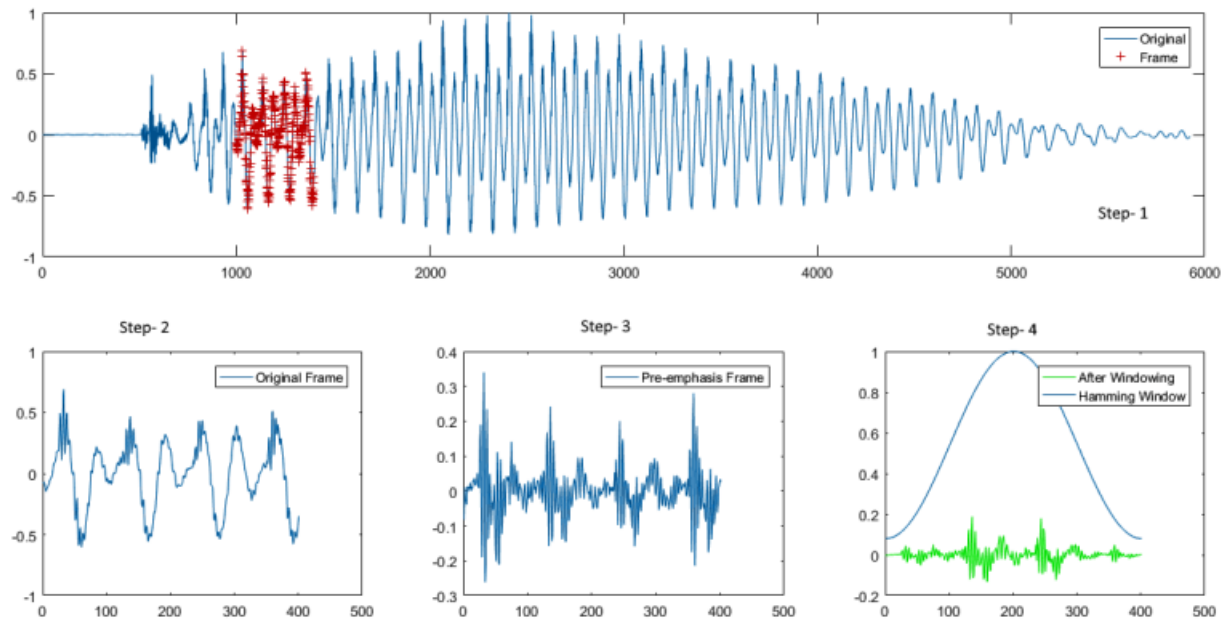 1
0.5
0
-0.5
-1
Original
Frame
Step- 1
0 1000 2000 3000 4000 5000 6000
Step- 2
1
0.5
0
-0.5
-1
Original Frame
0 100 200 300 400 500
Step- 3
0.4
0.3
0.2
0.1
0
-0.1
-0.2
-0.3
Pre-emphasis Frame
0 100 200 300 400 500
Step- 4
1
0.8
0.6
0.4
0.2
0
-0.2
After Windowing
Hamming Window
0 100 200 300 400 500